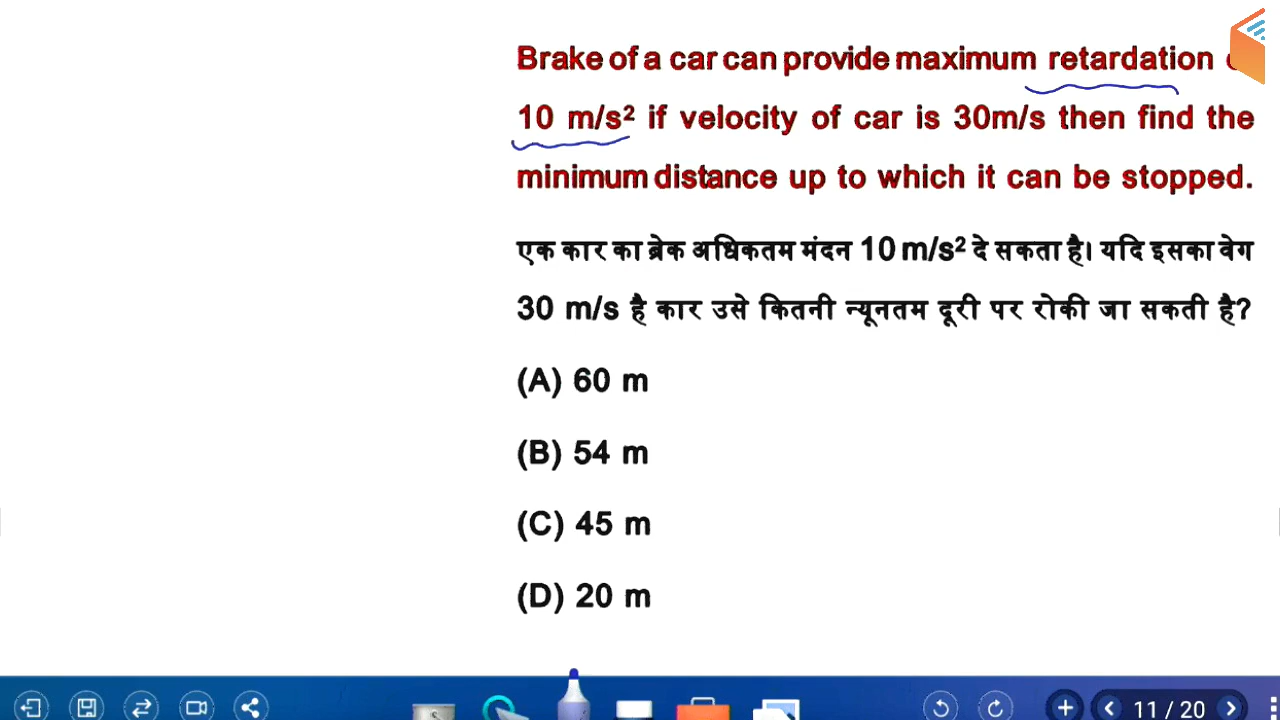 Brake of a car can provide maximum retardation
10 m/s² if velocity of car is 30m/s then find the
minimum distance up to which it can be stopped.
एक कार का ब्रेक अधिकतम मंदन 10 m/s² दे सकता है। यदि इसका वेग
30 m/s है कार उसे कितनी न्यूनतम दूरी पर रोकी जा सकती है?
(A) 60 m
(B) 54 m
(C) 45 m
(D) 20 m
11 / 20